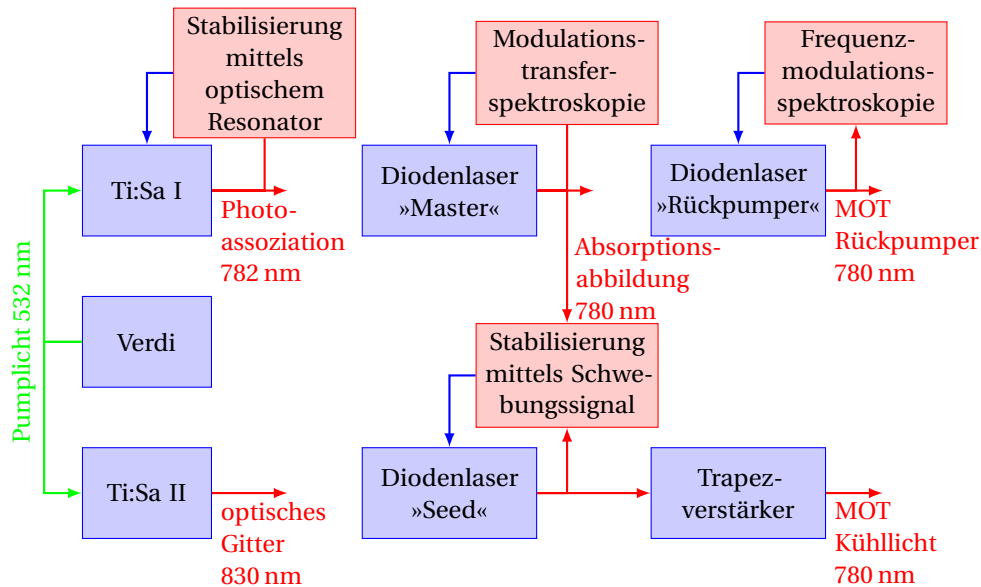 Stabilisierung
mittels
optischem
Resonator
Modulations-
transfer-
spektroskopie
Frequenz-
modulations-
spektroskopie
Ti:Sa I
Diodenlaser
»Master«
Diodenlaser
»Rückpumper«
Photo-
assoziation
782 nm
Absorptions-
abbildung
780 nm
MOT
Rückpumper
780 nm
Pumplicht 532 nm
Verdi
Stabilisierung
mittels Schwe-
bungssignal
Ti:Sa II
Diodenlaser
»Seed«
Trapez-
verstärker
optisches
Gitter
830 nm
MOT
Kühllicht
780 nm